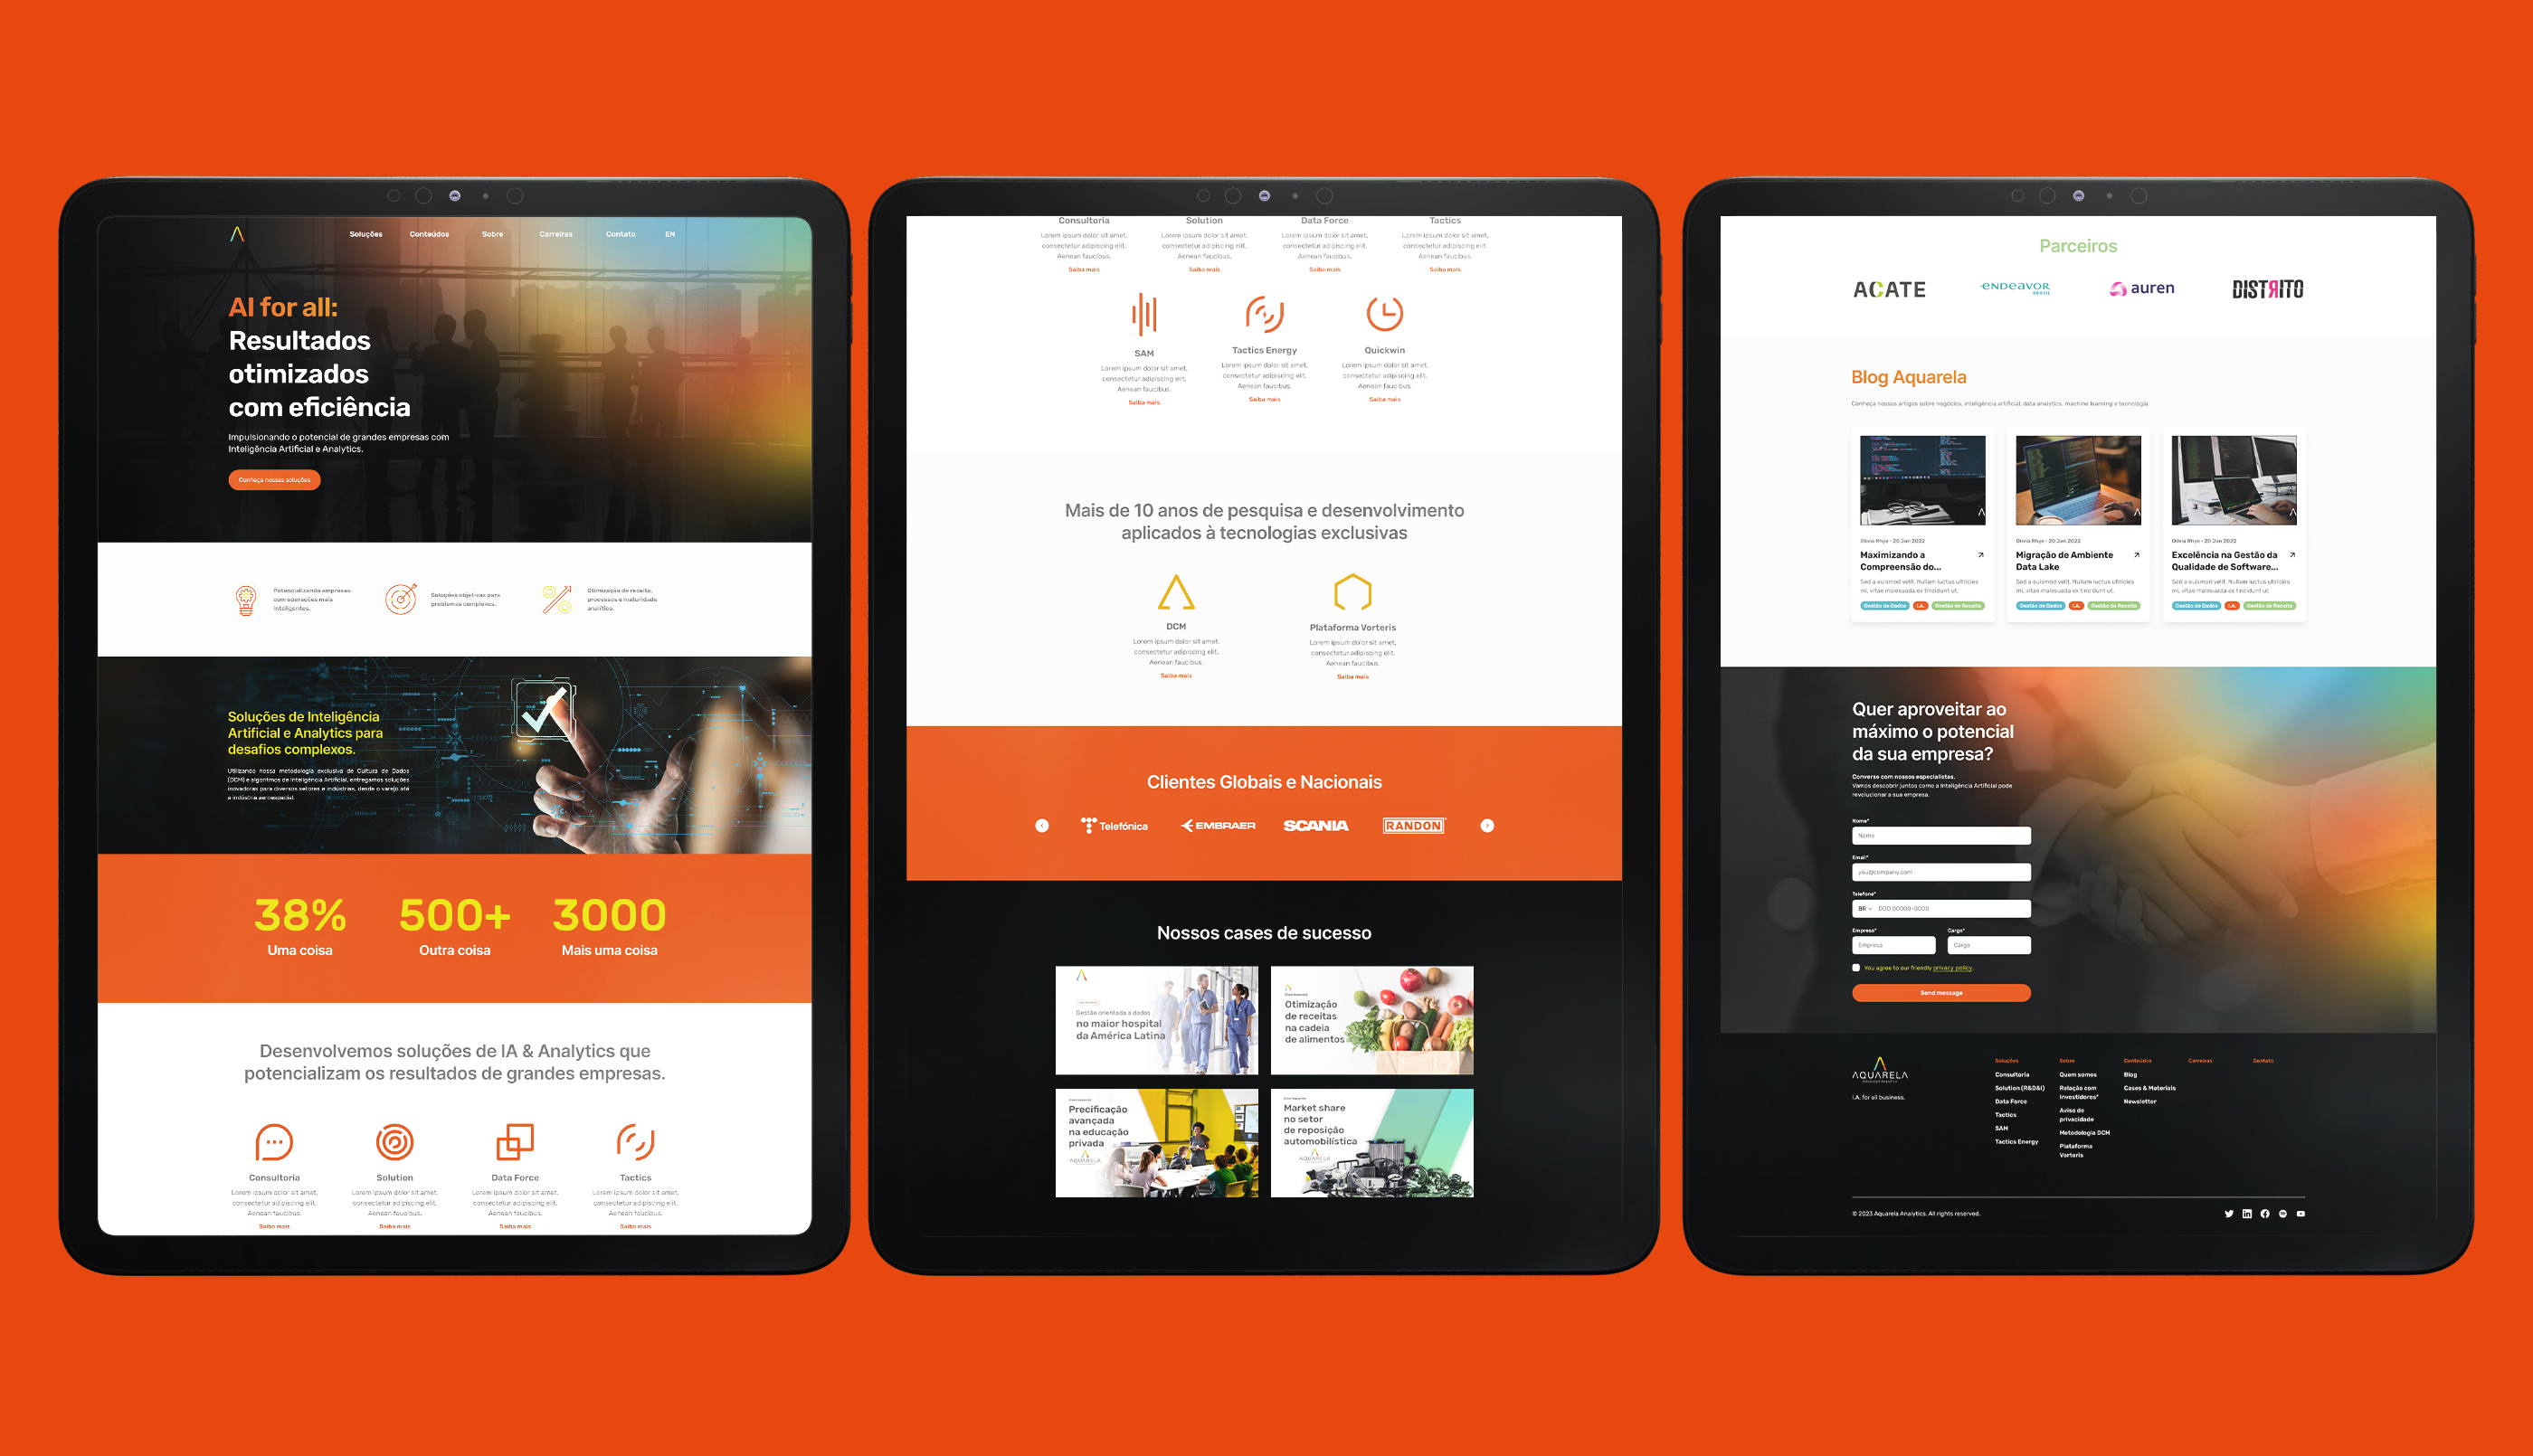 Soluções Conteúdos Sobre Carreiras Contato EN
AI for all:
Resultados
otimizados
com eficiência
Impulsionando o potencial de grandes empresas com
Inteligência Artificial e Analytics.
Conheça nossas soluções
Potencializando empresas
com operações mais
inteligentes.
Soluções objetivas para
problemas complexos.
Otimização de receita,
processos e maturidade
analítica.
Soluções de Inteligência
Artificial e Analytics para
desafios complexos.
Utilizando nossa metodologia exclusiva de Cultura de Dados
(DCM) e algoritmos de Inteligência Artificial, entregamos soluções
inovadoras para diversos setores e indústrias, desde o varejo até
a indústria aeroespacial.
38% 500+ 3000
Uma coisa Outra coisa Mais uma coisa
Desenvolvemos soluções de IA & Analytics que
potencializam os resultados de grandes empresas.
Consultoria
Lorem ipsum dolor sit amet,
consectetur adipiscing elit.
Aenean faucibus.
Saiba mais
Solution
Lorem ipsum dolor sit amet,
consectetur adipiscing elit.
Aenean faucibus.
Saiba mais
Data Force
Lorem ipsum dolor sit amet,
consectetur adipiscing elit.
Aenean faucibus.
Saiba mais
Tactics
Lorem ipsum dolor sit amet,
consectetur adipiscing elit.
Aenean faucibus.
Saiba mais
Consultoria
Lorem ipsum dolor sit amet,
consectetur adipiscing elit.
Aenean faucibus.
Saiba mais
Solution
Lorem ipsum dolor sit amet,
consectetur adipiscing elit.
Aenean faucibus.
Saiba mais
Data Force
Lorem ipsum dolor sit amet,
consectetur adipiscing elit.
Aenean faucibus.
Saiba mais
Tactics
Lorem ipsum dolor sit amet,
consectetur adipiscing elit.
Aenean faucibus.
Saiba mais
SAM
Lorem ipsum dolor sit amet,
consectetur adipiscing elit.
Aenean faucibus.
Saiba mais
Tactics Energy
Lorem ipsum dolor sit amet,
consectetur adipiscing elit.
Aenean faucibus.
Saiba mais
Quickwin
Lorem ipsum dolor sit amet,
consectetur adipiscing elit.
Aenean faucibus.
Saiba mais
Mais de 10 anos de pesquisa e desenvolvimento
aplicados à tecnologias exclusivas
DCM
Lorem ipsum dolor sit amet,
consectetur adipiscing elit.
Aenean faucibus.
Saiba mais
Plataforma Vorteris
Lorem ipsum dolor sit amet,
consectetur adipiscing elit.
Aenean faucibus.
Saiba mais
Clientes Globais e Nacionais
Telefónica EMBRAER SCANIA RANDON
Nossos cases de sucesso
Gestão orientada a dados
no maior hospital
da América Latina
Otimização
de receitas
na cadeia
de alimentos
Precificação
avançada
na educação
privada
AQUARELA
Market share
no setor
de reposição
automobilística
AQUARELA
Parceiros
ACATE ENDEAVOR BRASIL auren DISTRITO
Blog Aquarela
Conheça nossos artigos sobre negócios, inteligência artificial, data analytics, machine learning e tecnologia.
Olivia Rhye • 20 Jan 2022
Maximizando a
Compreensão do...
Sed a euismod velit. Nullam luctus ultricies
mi, vitae malesuada ex tincidunt ut.
Gestão de Dados I.A. Gestão de Receita
Olivia Rhye • 20 Jan 2022
Migração de Ambiente
Data Lake
Sed a euismod velit. Nullam luctus ultricies
mi, vitae malesuada ex tincidunt ut.
Gestão de Dados I.A. Gestão de Receita
Olivia Rhye • 20 Jan 2022
Excelência na Gestão da
Qualidade de Software...
Sed a euismod velit. Nullam luctus ultricies
mi, vitae malesuada ex tincidunt ut.
Gestão de Dados I.A. Gestão de Receita
Quer aproveitar ao
máximo o potencial
da sua empresa?
Converse com nossos especialistas.
Vamos descobrir juntos como a Inteligência Artificial pode
revolucionar a sua empresa.
Nome*
Nome
Email*
you@company.com
Telefone*
BR DDD 00000-0000
Empresa* Cargo*
Empresa Cargo
You agree to our friendly privacy policy.
Send message
AQUARELA
I.A. for all business.
Soluções
Consultoria
Solution (R&D&I)
Data Force
Tactics
SAM
Tactics Energy
Sobre
Quem somos
Relação com
Investidores*
Aviso de
privacidade
Metodologia DCM
Plataforma
Vorteris
Conteúdos
Blog
Cases & Materiais
Newsletter
Carreiras
Contato
© 2023 Aquarela Analytics. All rights reserved.